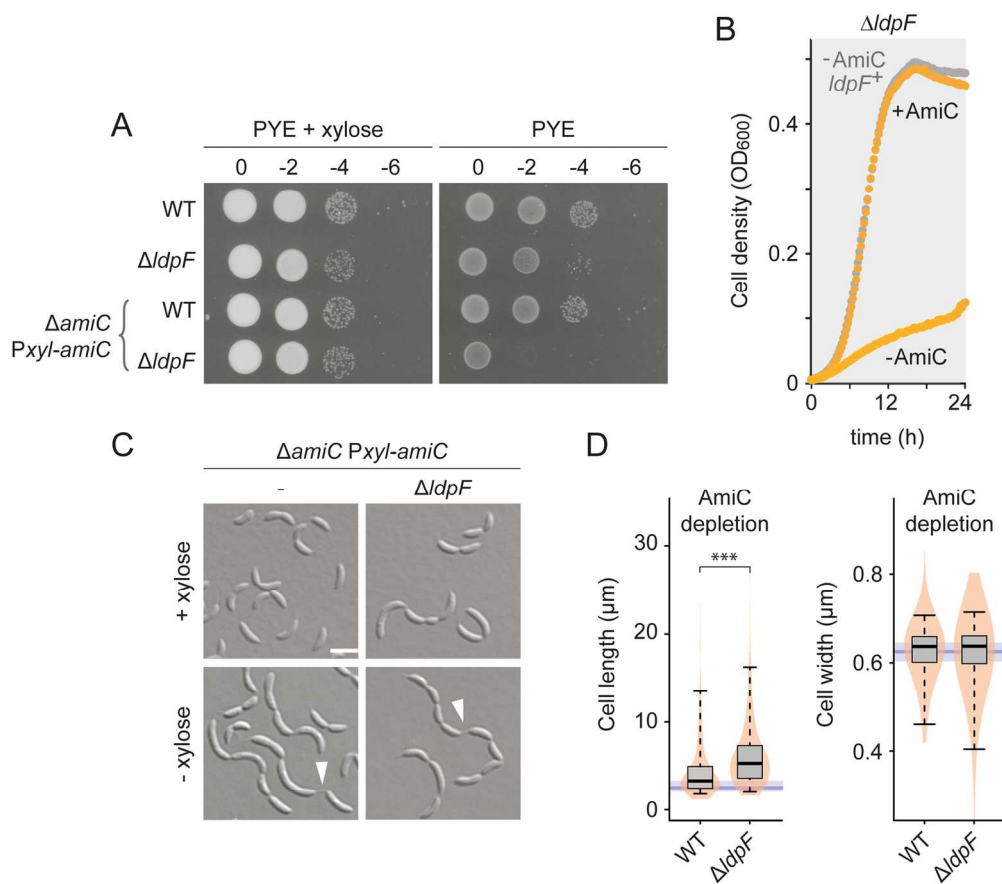 A
PYE + xylose PYE
0 -2 -4 -6 0 -2 -4 -6
WT
ΔldpF
WT
ΔldpF
ΔamiC
Pxyl-amiC
B
ΔldpF
-AmiC
ldpF+
+AmiC
-AmiC
Cell density (OD600)
0.4
0.2
0
0 12 24
time (h)
C
ΔamiC Pxyl-amiC
- ΔldpF
+ xylose
- xylose
D
AmiC
depletion
***
Cell length (µm)
30
20
10
0
WT ΔldpF
AmiC
depletion
Cell width (µm)
0.8
0.6
0.4
WT ΔldpF